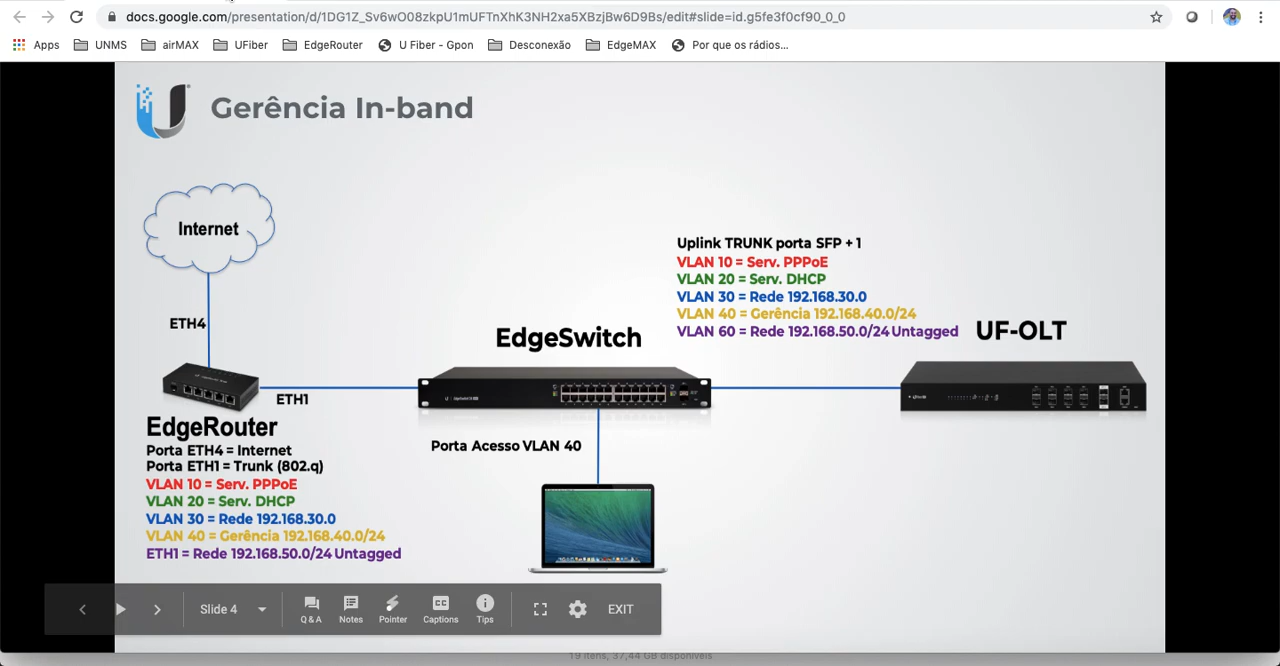 docs.google.com/presentation/d/1DG1Z_Sv6wO08zkpU1mUFTnXhK3NH2xa5XBzjBw6D9Bs/edit#slide=id.g5fe3f0cf90_0_0
Apps UNMS airMAX UFiber EdgeRouter U Fiber - Gpon Desconexão EdgeMAX Por que os rádios...
Gerência In-band
Internet
ETH4
Uplink TRUNK porta SFP + 1
VLAN 10 = Serv. PPPoE
VLAN 20 = Serv. DHCP
VLAN 30 = Rede 192.168.30.0
VLAN 40 = Gerência 192.168.40.0/24
VLAN 60 = Rede 192.168.50.0/24 Untagged
UF-OLT
EdgeSwitch
ETH1
EdgeRouter
Porta ETH4 = Internet
Porta ETH1 = Trunk (802.q)
VLAN 10 = Serv. PPPoE
VLAN 20 = Serv. DHCP
VLAN 30 = Rede 192.168.30.0
VLAN 40 = Gerência 192.168.40.0/24
ETH1 = Rede 192.168.50.0/24 Untagged
Porta Acesso VLAN 40
Slide 4
Q & A
Notes
Pointer
Captions
Tips
EXIT
19 itens, 37,44 GB disponíveis